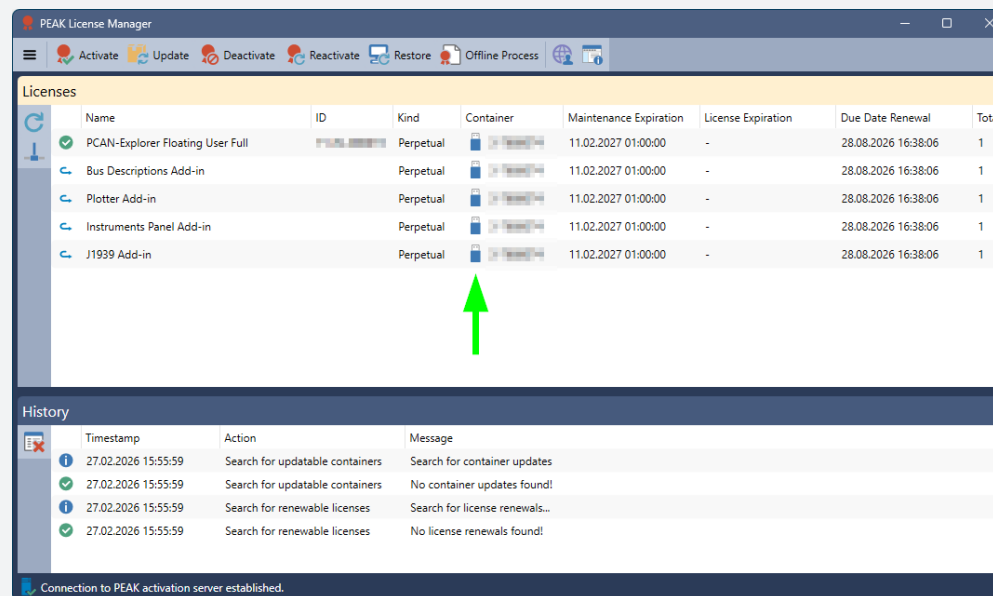 PEAK License Manager
Activate Update Deactivate Reactivate Restore Offline Process
Licenses
Name ID Kind Container Maintenance Expiration License Expiration Due Date Renewal
PCAN-Explorer Floating User Full Perpetual 11.02.2027 01:00:00 - 28.08.2026 16:38:06 1
Bus Descriptions Add-in Perpetual 11.02.2027 01:00:00 - 28.08.2026 16:38:06 1
Plotter Add-in Perpetual 11.02.2027 01:00:00 - 28.08.2026 16:38:06 1
Instruments Panel Add-in Perpetual 11.02.2027 01:00:00 - 28.08.2026 16:38:06 1
J1939 Add-in Perpetual 11.02.2027 01:00:00 - 28.08.2026 16:38:06 1
History
Timestamp Action Message
27.02.2026 15:55:59 Search for updatable containers Search for container updates
27.02.2026 15:55:59 Search for updatable containers No container updates found!
27.02.2026 15:55:59 Search for renewable licenses Search for license renewals...
27.02.2026 15:55:59 Search for renewable licenses No license renewals found!
Connection to PEAK activation server established.